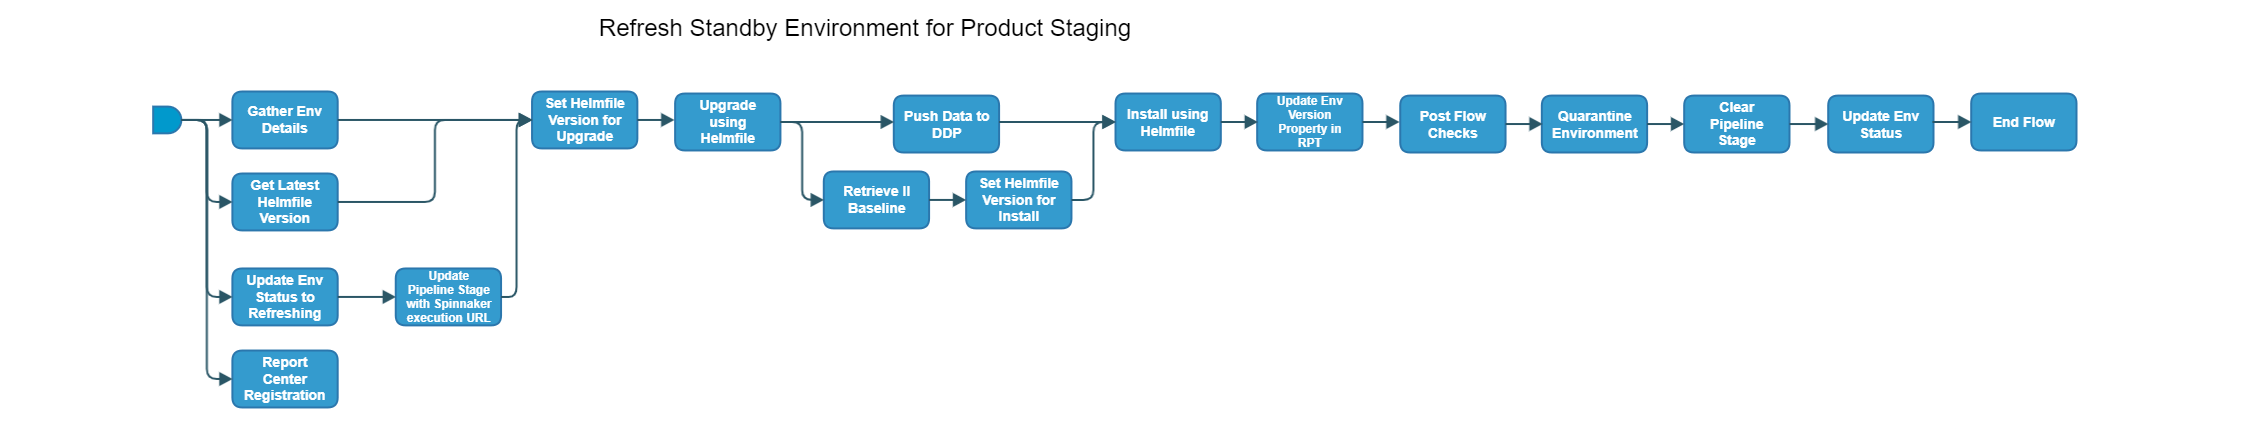 Refresh Standby Environment for Product Staging
Gather Env
Details
Get Latest
Helmfile
Version
Update Env
Status to
Refreshing
Report
Center
Registration
Update
Pipeline Stage
with Spinnaker
execution URL
Set Helmfile
Version for
Upgrade
Upgrade
using
Helmfile
Push Data to
DDP
Retrieve II
Baseline
Set Helmfile
Version for
Install
Install using
Helmfile
Update Env
Version
Property in
RPT
Post Flow
Checks
Quarantine
Environment
Clear
Pipeline
Stage
Update Env
Status
End Flow